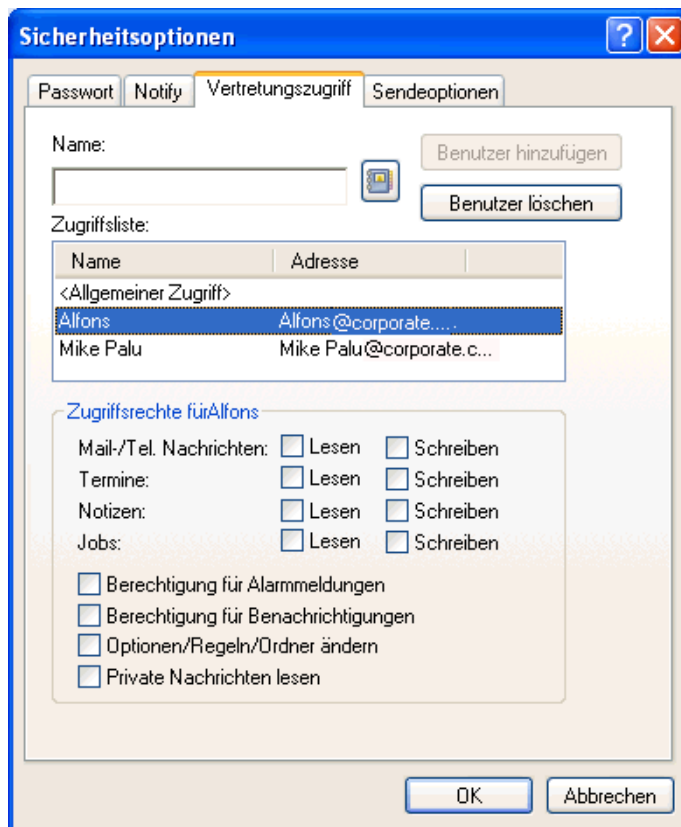 Sicherheitsoptionen
Passwort Notify Vertretungszugriff Sendeoptionen
Name:
Benutzer hinzufügen
Benutzer löschen
Zugriffsliste:
Name Adresse
<Allgemeiner Zugriff>
Alfons Alfons@corporate.....
Mike Palu Mike Palu@corporate.c...
Zugriffsrechte fürAlfons
Mail-/Tel. Nachrichten: Lesen Schreiben
Termine: Lesen Schreiben
Notizen: Lesen Schreiben
Jobs: Lesen Schreiben
Berechtigung für Alarmmeldungen
Berechtigung für Benachrichtigungen
Optionen/Regeln/Ordner ändern
Private Nachrichten lesen
OK Abbrechen